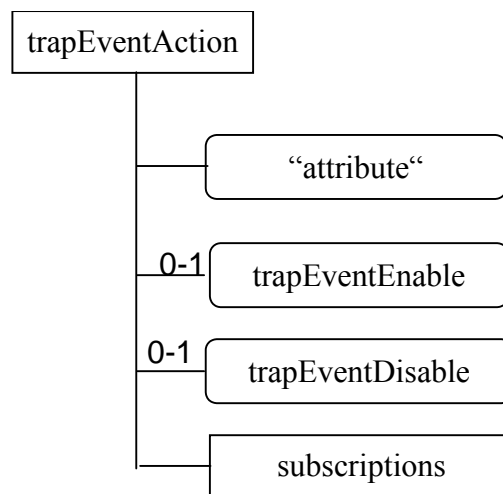 trapEventAction
“attribute“
0-1
trapEventEnable
0-1
trapEventDisable
subscriptions